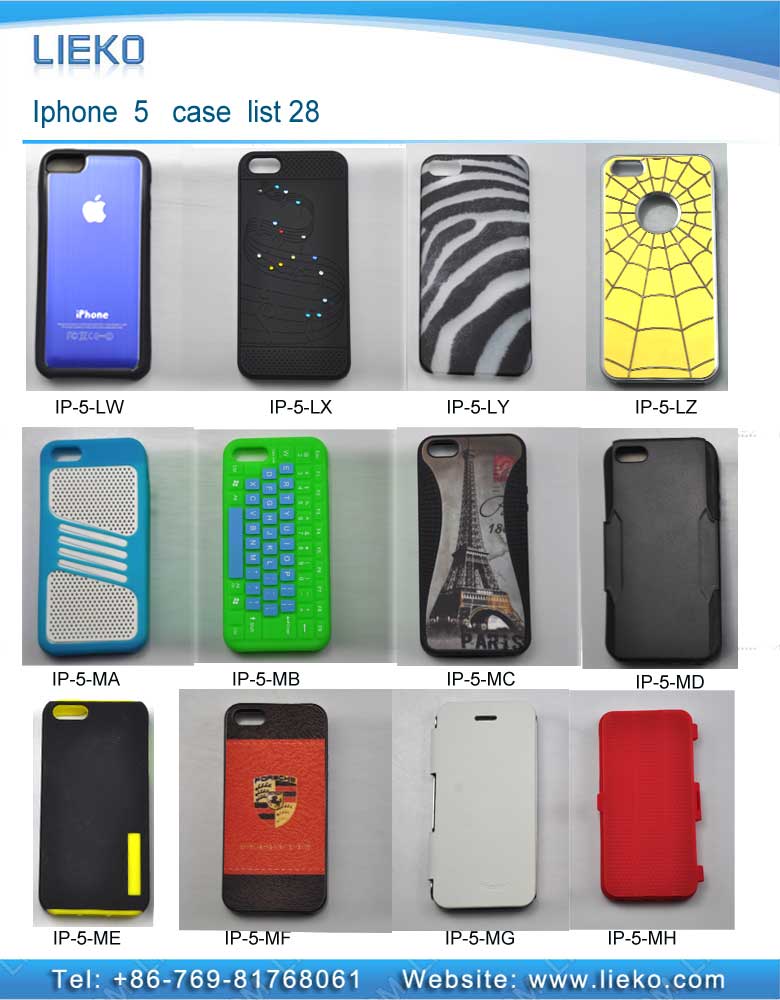 LIEKO
Iphone 5 case list 28
iPhone
IP-5-LW
IP-5-LX
IP-5-LY
IP-5-LZ
PARIS
IP-5-MA
IP-5-MB
IP-5-MC
IP-5-MD
PORSCHE
IP-5-ME
IP-5-MF
IP-5-MG
IP-5-MH
Tel: +86-769-81768061 Website: www.lieko.com